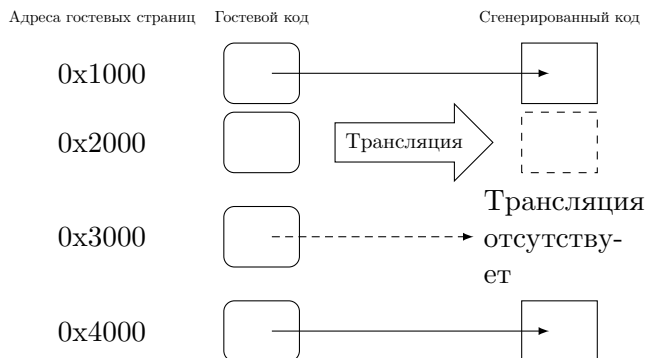 Адреса гостевых страниц Гостевой код Сгенерированный код
0x1000
0x2000 Трансляция
0x3000
Трансляция
отсутству-
ет
0x4000